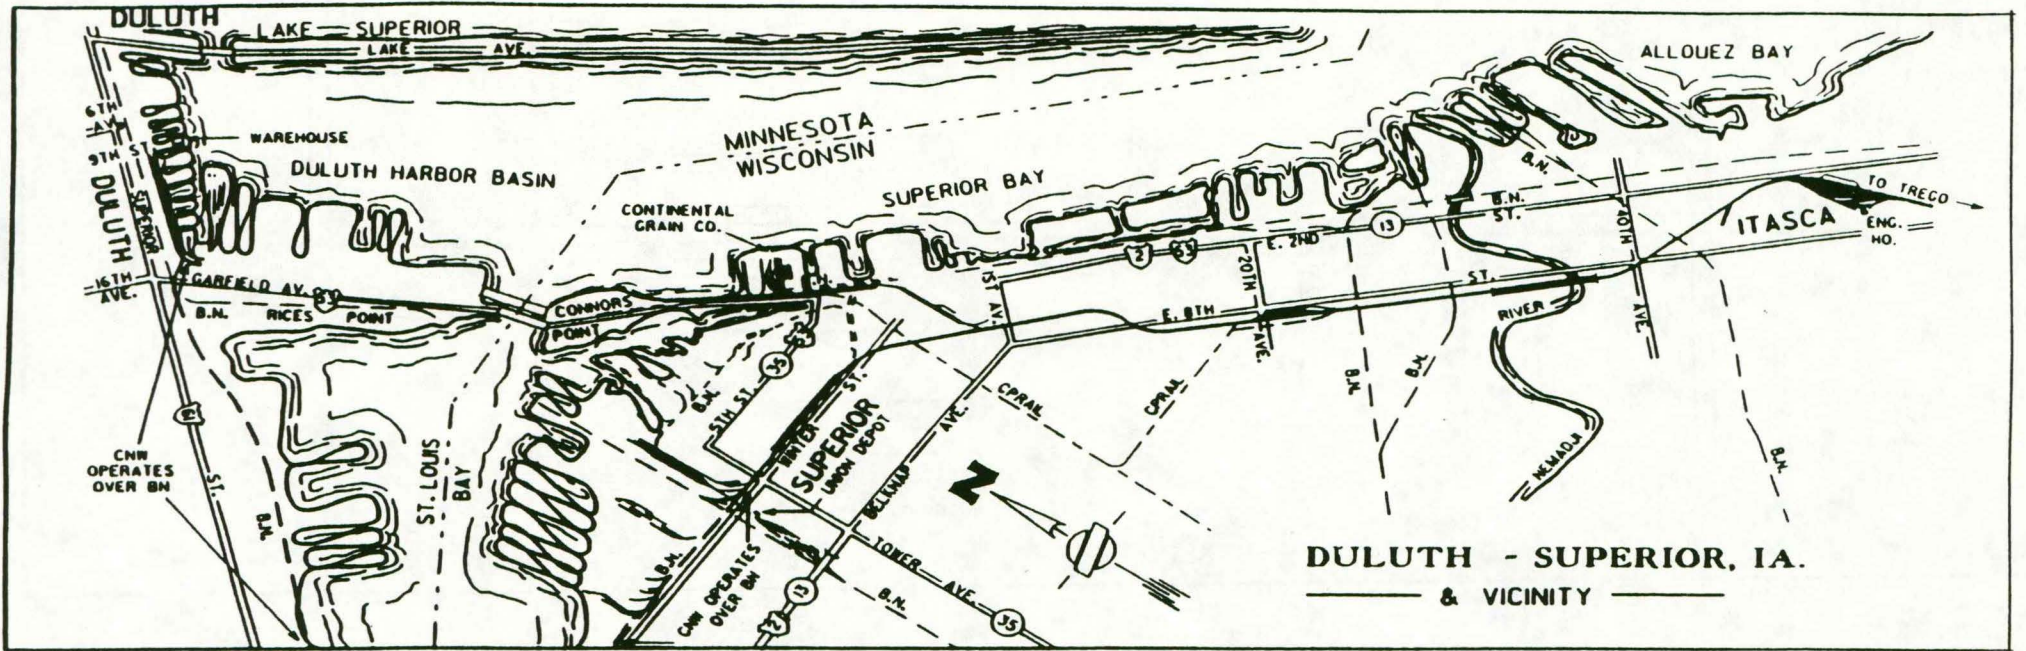 DULUTH
LAKE SUPERIOR
LAKE AVE.
ALLOUEZ BAY
6TH
AVE
WAREHOUSE
9TH ST
MINNESOTA
WISCONSIN
DULUTH HARBOR BASIN
DULUTH
SUPERIOR
SUPERIOR BAY
CONTINENTAL
GRAIN CO.
B.N.
B.N.
ST.
TO TREGO
40TH
ITASCA
ENG.
HO.
13
E. 2ND
2
53
20TH
1ST AV.
16TH
AVE.
GARFIELD AV.
B.N.
RICES POINT
CONNORS
POINT
E. 8TH
ST.
RIVER
AVE.
AVE.
35
53
B.N.
5TH ST.
WATER ST.
SUPERIOR
UNION DEPOT
BELKNAP AVE.
CPRAIL
CPRAIL
B.N.
B.N.
NEMADJI
B.N.
CNW
OPERATES
OVER BN
ST.
B.N.
ST. LOUIS
BAY
N
B.N.
CNW OPERATES
OVER BN
TOWER AVE.
B.N.
13
35
DULUTH - SUPERIOR, IA.
& VICINITY